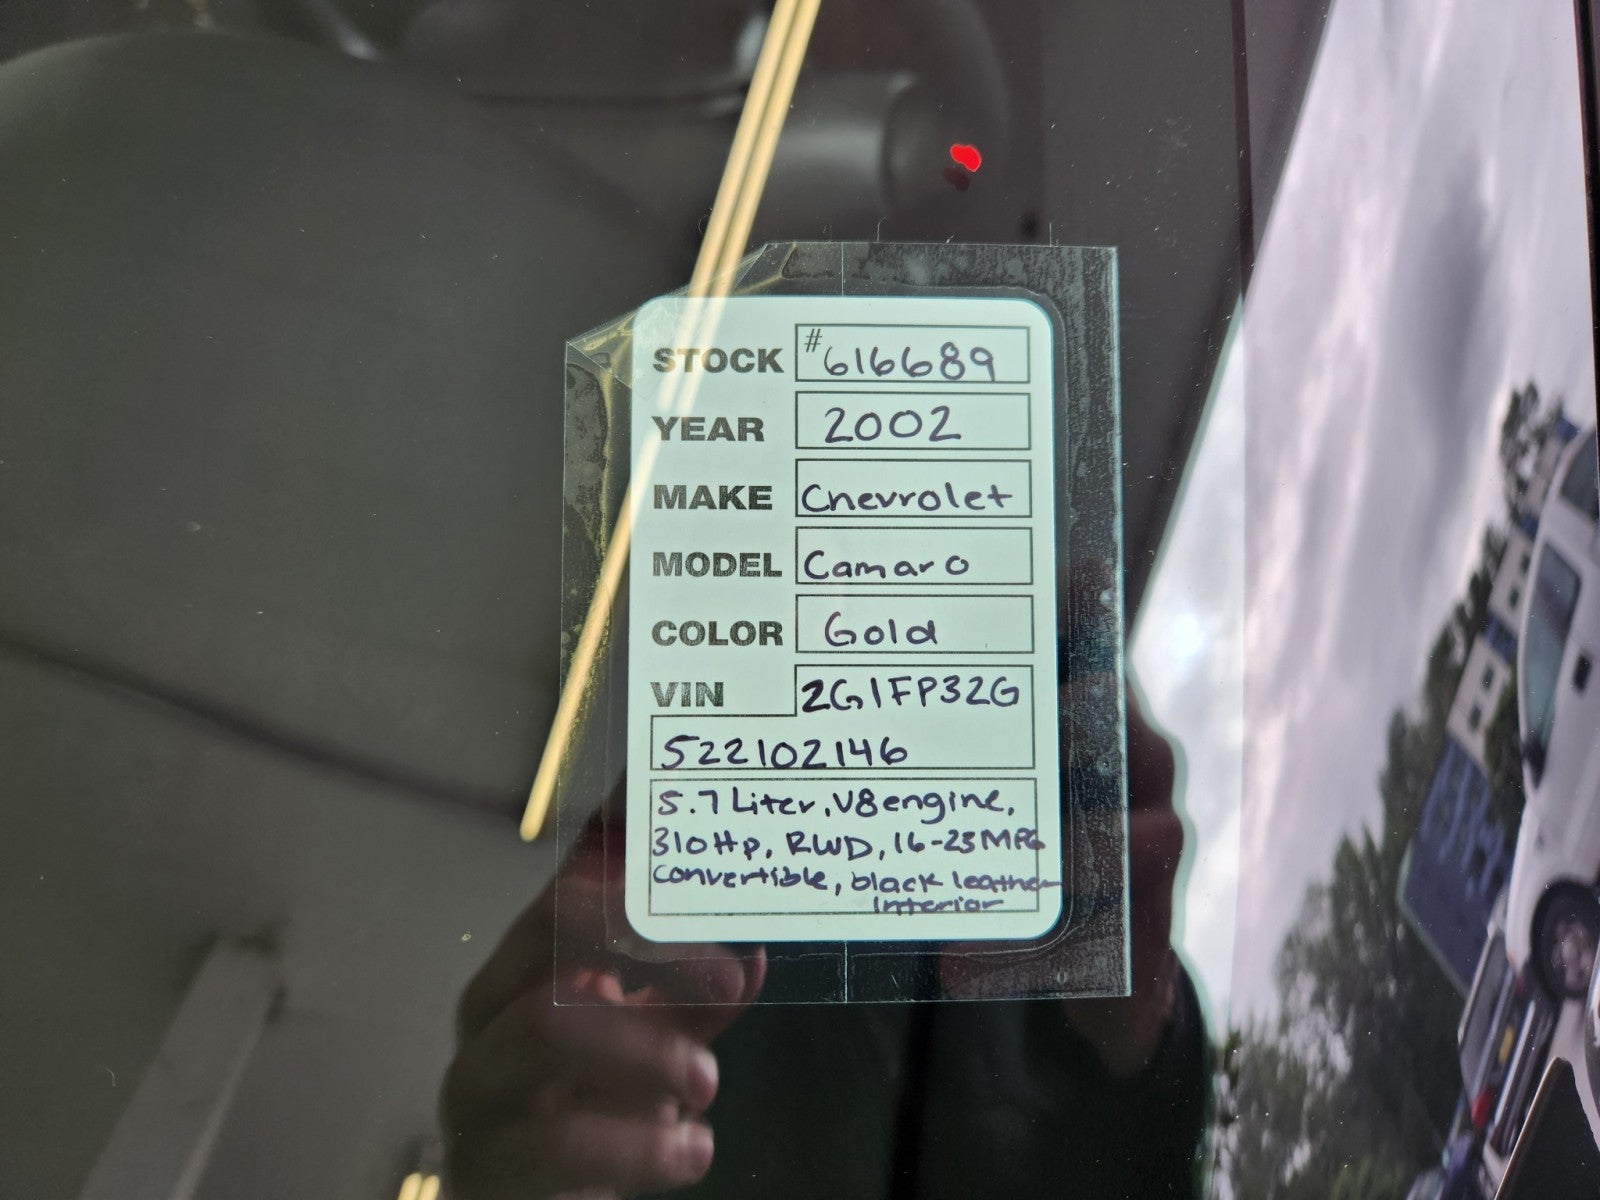 STOCK #616689
YEAR 2002
MAKE Chevrolet
MODEL Camaro
COLOR Gold
VIN 2G1FP32G
522102146
5.7 Liter, V8 engine,
310 Hp, RWD, 16-23 MPG
convertible, black leather
Interior